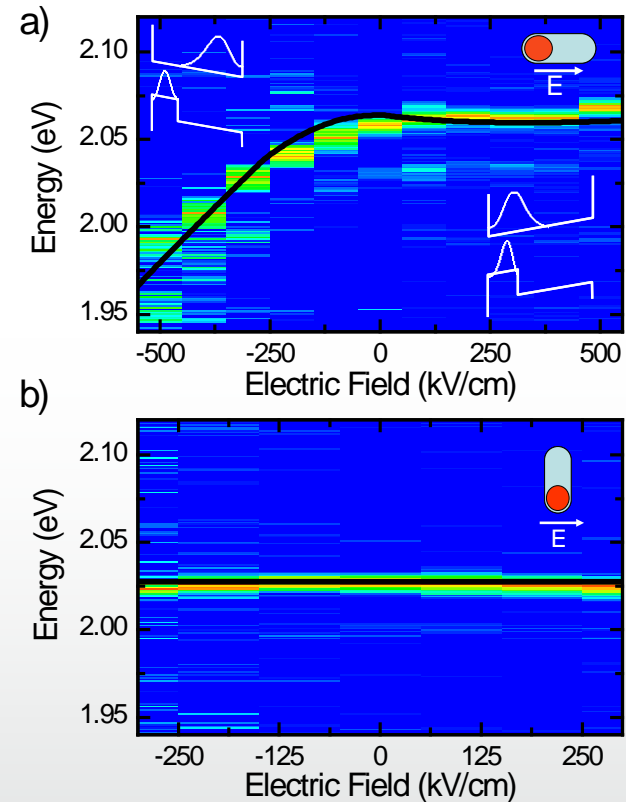 a)
2.10
2.05
2.00
1.95
Energy (eV)
E
-500 -250 0 250 500
Electric Field (kV/cm)
b)
2.10
2.05
2.00
1.95
Energy (eV)
E
-250 -125 0 125 250
Electric Field (kV/cm)